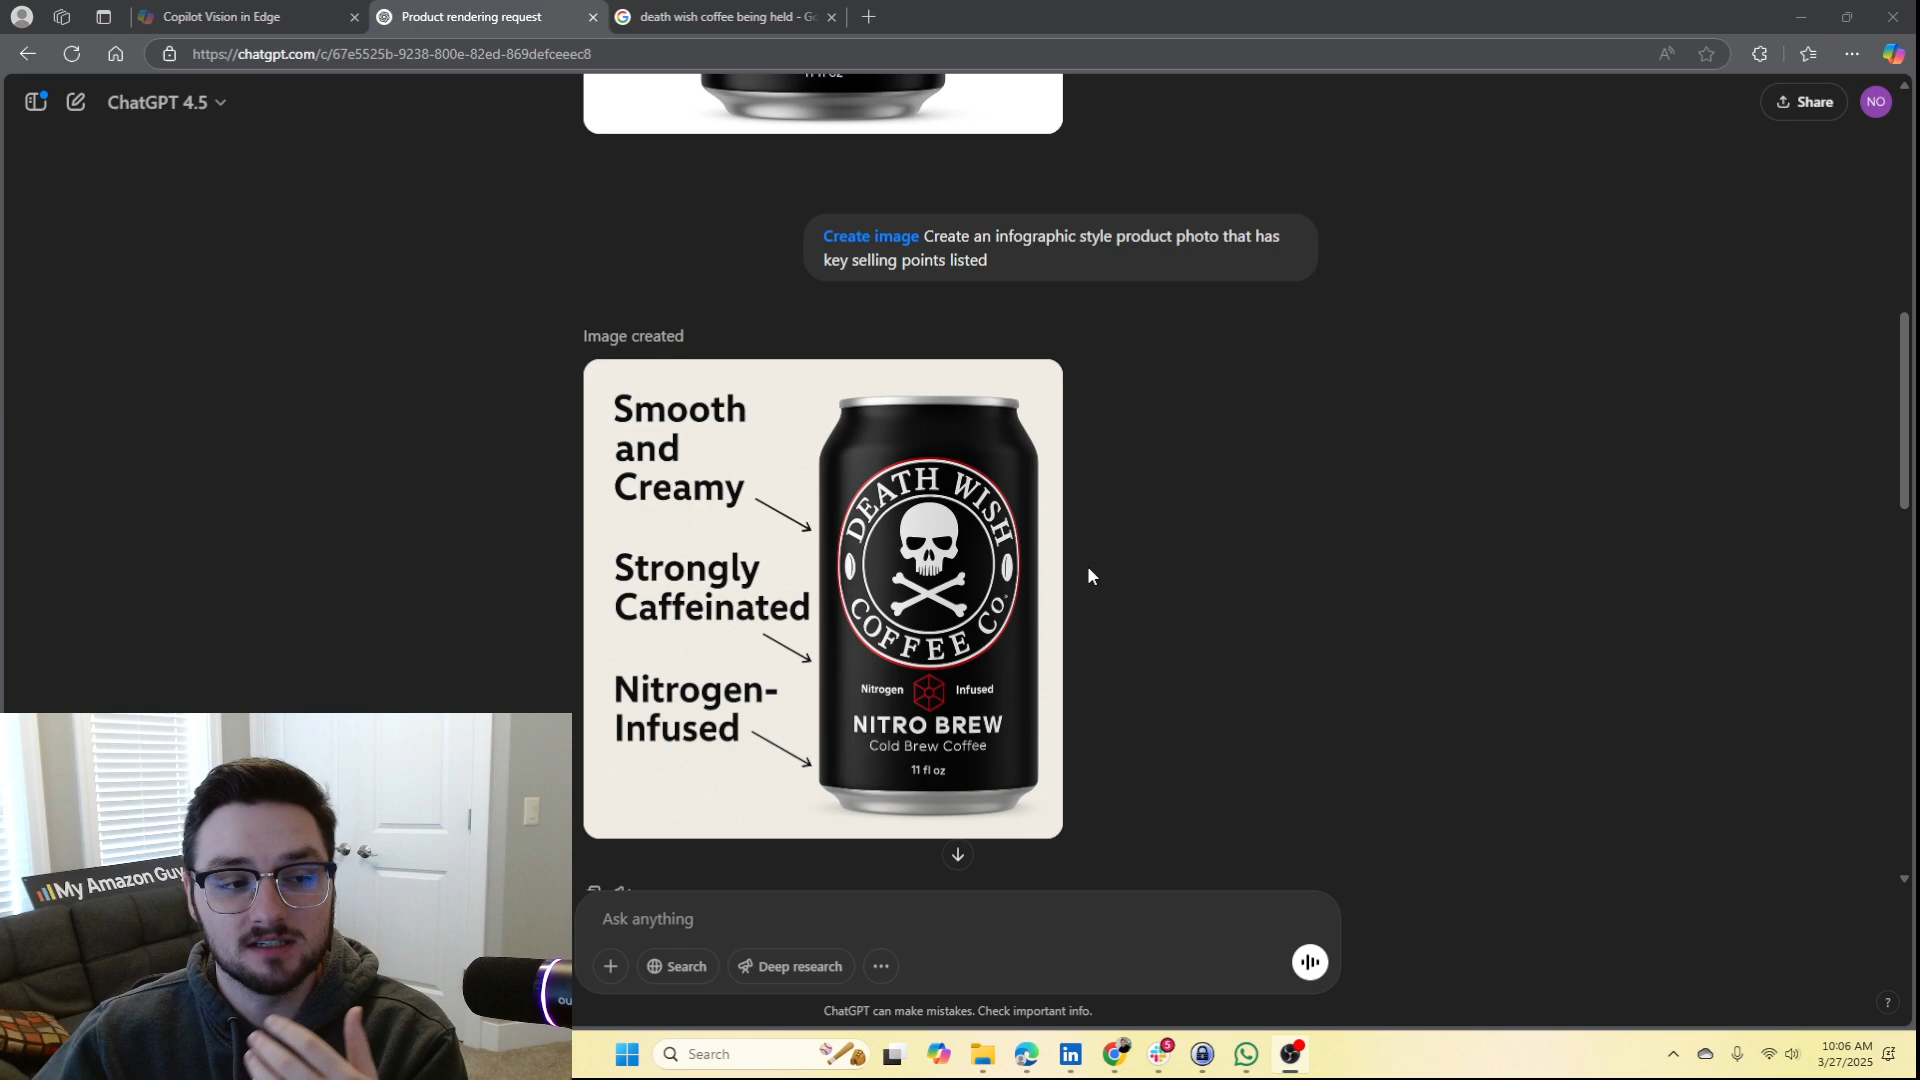 Copilot Vision in Edge
Product rendering request
death wish coffee being held - Go
https://chatgpt.com/c/67e5525b-9238-800e-82ed-869defceeec8
ChatGPT 4.5
Share
NO
11 fl oz
Create image Create an infographic style product photo that has
key selling points listed
Image created
Smooth
and
Creamy
Strongly
Caffeinated
Nitrogen-
Infused
DEATH WISH
COFFEE CO.
Nitrogen Infused
NITRO BREW
Cold Brew Coffee
11 fl oz
My Amazon Guy
Ask anything
Search
Deep research
ChatGPT can make mistakes. Check important info.
?
Search
5
10:06 AM
3/27/2025